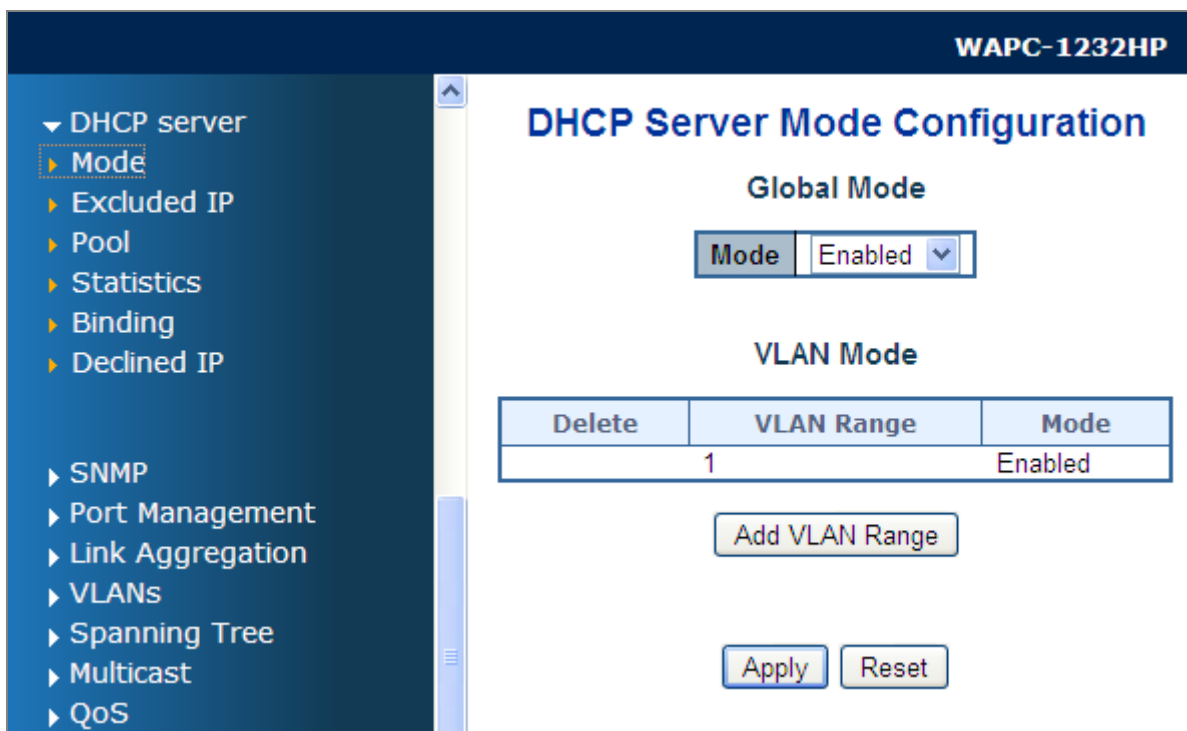 WAPC-1232HP
DHCP server
Mode
Excluded IP
Pool
Statistics
Binding
Declined IP
SNMP
Port Management
Link Aggregation
VLANs
Spanning Tree
Multicast
QoS
DHCP Server Mode Configuration
Global Mode
Mode Enabled
VLAN Mode
Delete VLAN Range Mode
1 Enabled
Add VLAN Range
Apply Reset